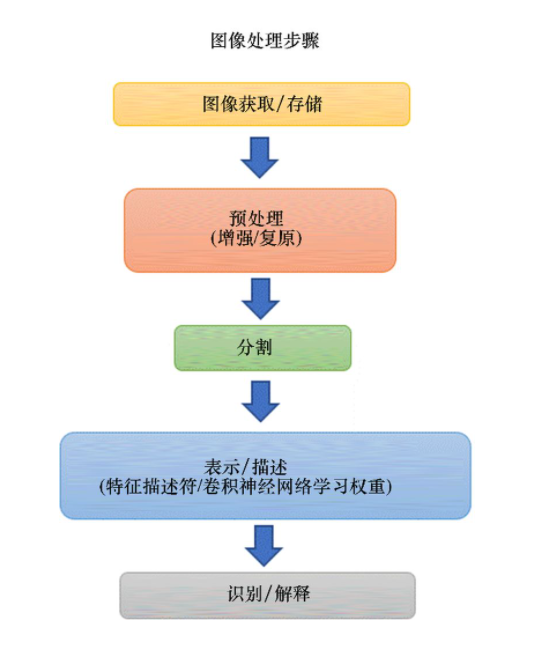 图像处理步骤
图像获取/存储
预处理
(增强/复原)
分割
表示/描述
(特征描述符/卷积神经网络学习权重)
识别/解释